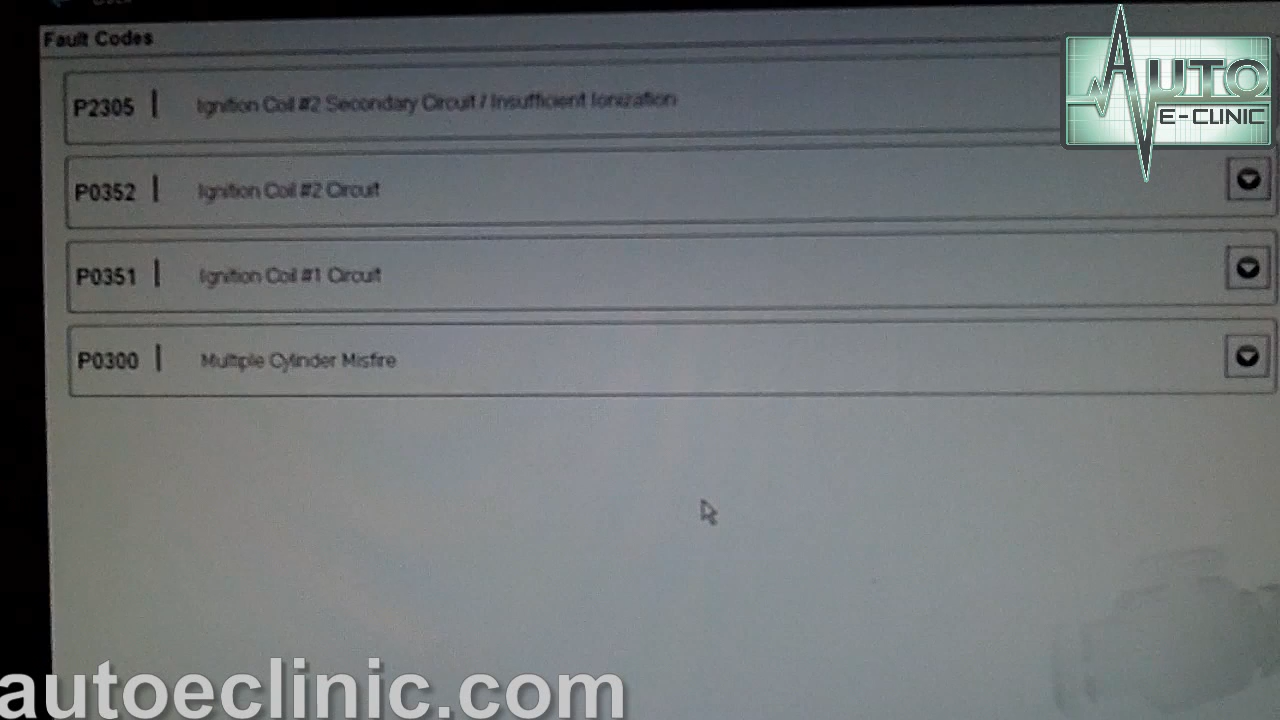 Fault Codes
P2305 | Ignition Coil #2 Secondary Circuit / Insufficient Ionization
P0352 | Ignition Coil #2 Circuit
P0351 | Ignition Coil #1 Circuit
P0300 | Multiple Cylinder Misfire
AUTO
E-CLINIC
autoeclinic.com